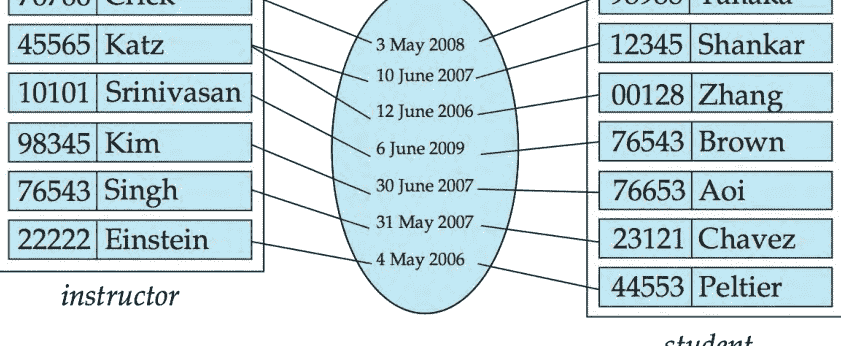 45565 Katz
10101 Srinivasan
98345 Kim
76543 Singh
22222 Einstein
instructor
3 May 2008
10 June 2007
12 June 2006
6 June 2009
30 June 2007
31 May 2007
4 May 2006
12345 Shankar
00128 Zhang
76543 Brown
76653 Aoi
23121 Chavez
44553 Peltier
student